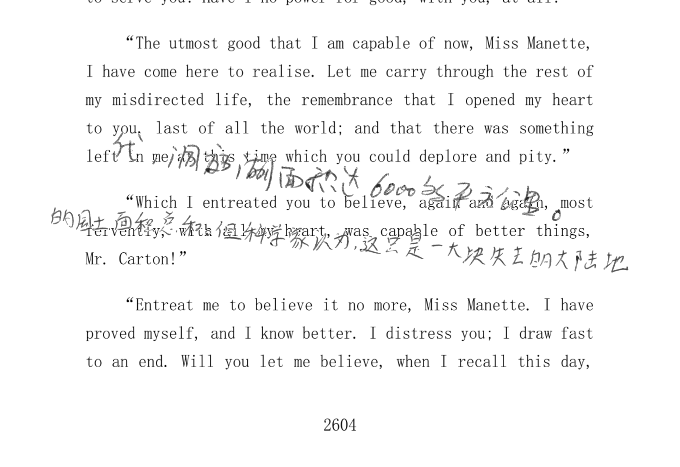 to serve you! Have I no power for good, with you, at all?”
“The utmost good that I am capable of now, Miss Manette,
I have come here to realise. Let me carry through the rest of
my misdirected life, the remembrance that I opened my heart
to you, last of all the world; and that there was something
left in me at this time which you could deplore and pity.”
代，湖面积达6000多平方公里。
“Which I entreated you to believe, again and again, most
的国土面积总和；但科学家认为，这只是一大块失去的大陆地
fervently, with all my heart, was capable of better things,
Mr. Carton!”
“Entreat me to believe it no more, Miss Manette. I have
proved myself, and I know better. I distress you; I draw fast
to an end. Will you let me believe, when I recall this day,
2604